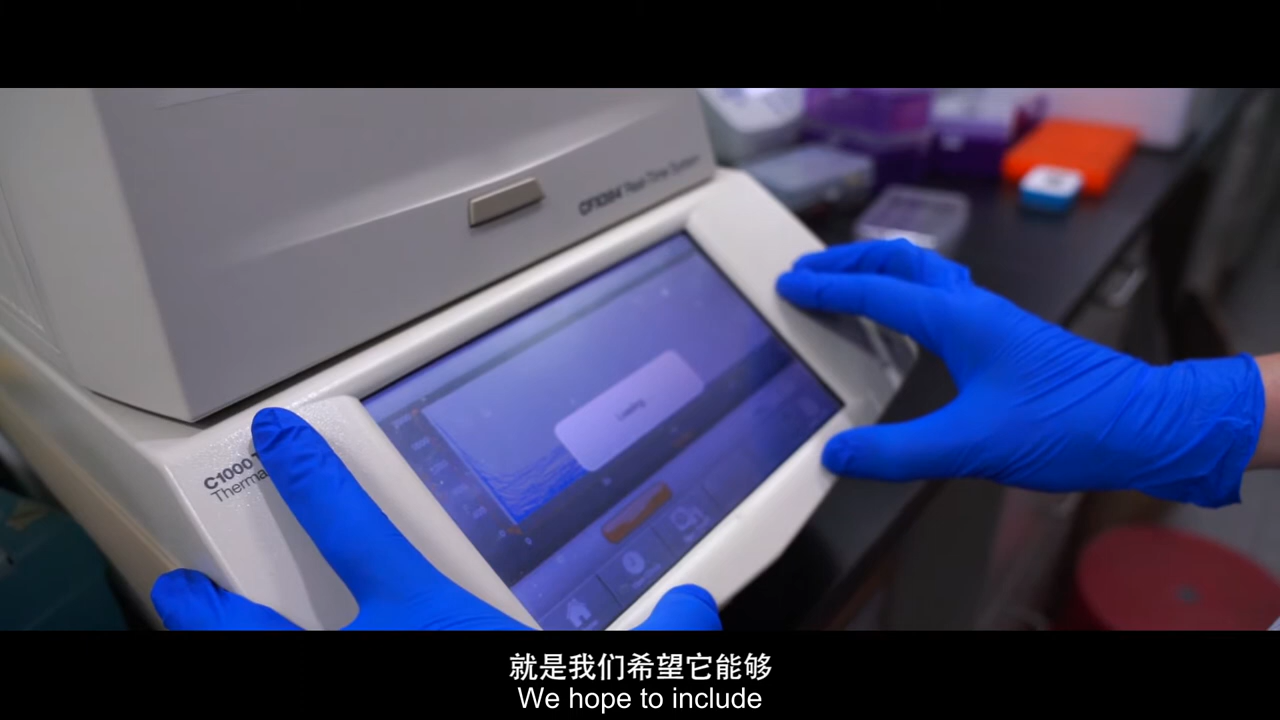 CFX384 Real-Time System
Loading
C1000 T
Therma
就是我们希望它能够
We hope to include